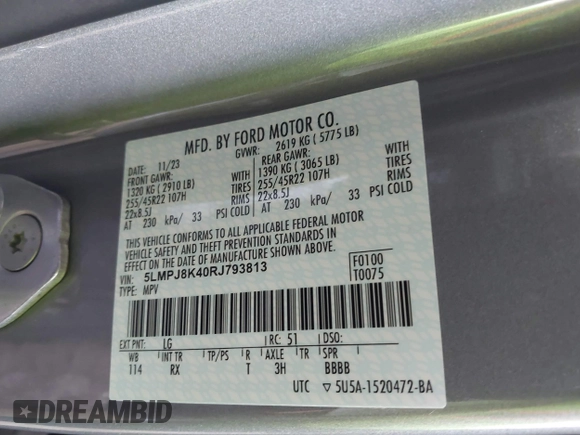 MFD. BY FORD MOTOR CO.
DATE: 11/23 GVWR: 2619 KG ( 5775 LB)
FRONT GAWR: REAR GAWR:
1320 KG ( 2910 LB) WITH 1390 KG ( 3065 LB) WITH
255/45R22 107H TIRES 255/45R22 107H TIRES
22x8.5J RIMS 22x8.5J RIMS
AT 230 kPa/ 33 PSI COLD AT 230 kPa/ 33 PSI COLD
THIS VEHICLE CONFORMS TO ALL APPLICABLE FEDERAL MOTOR
VEHICLE SAFETY AND THEFT PREVENTION STANDARDS IN
EFFECT ON THE DATE OF MANUFACTURE SHOWN ABOVE.
VIN: 5LMPJ8K40RJ793813 F0100
TYPE: MPV T0075
EXT PNT: LG RC: 51 DSO:
WB INT TR TP/PS R AXLE TR SPR
114 RX T 3H BBBB
UTC ▽ 5U5A-1520472-BA
DREAMBID